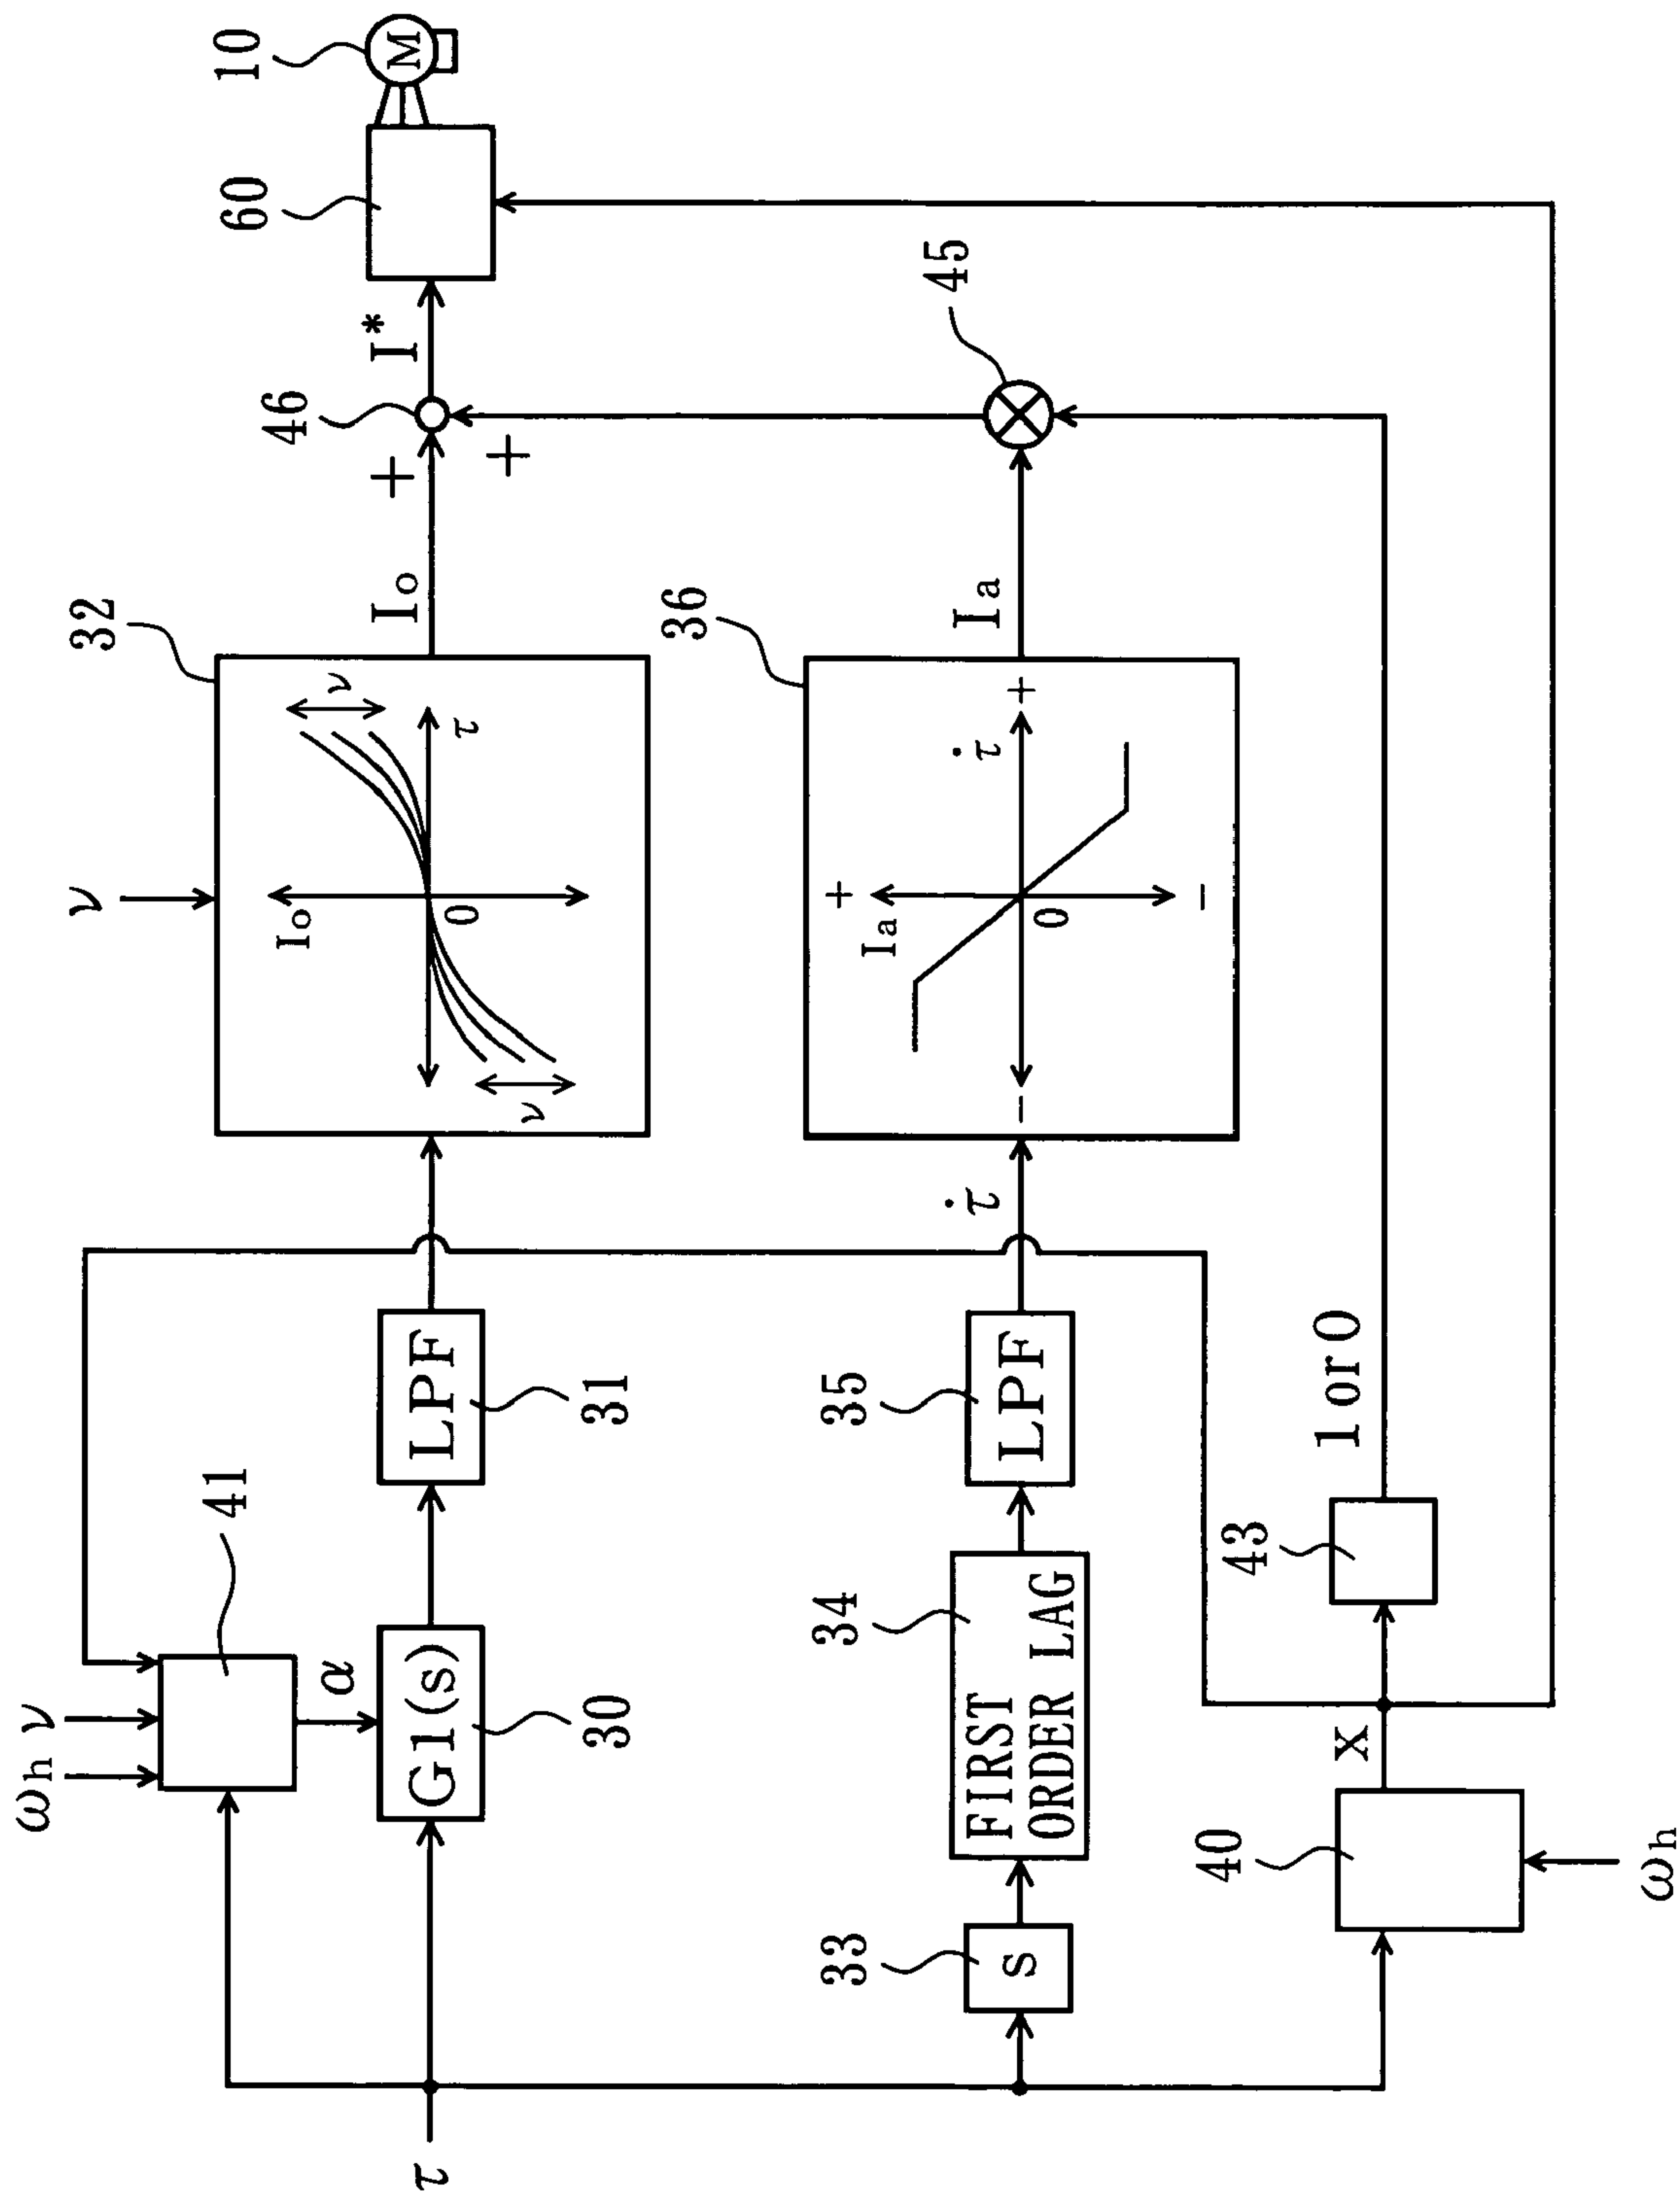 ωh ν
41
α
τ
G1(s)
30
LPF
31
ν
32
Io
0
τ
ν
ν
Io
+
+
46
I*
60
10
M
33
s
34
FIRST
ORDER LAG
35
LPF
τ̇
36
+
Ia
0
τ̇
+
−
−
Ia
45
40
ωh
X
43
1 or 0